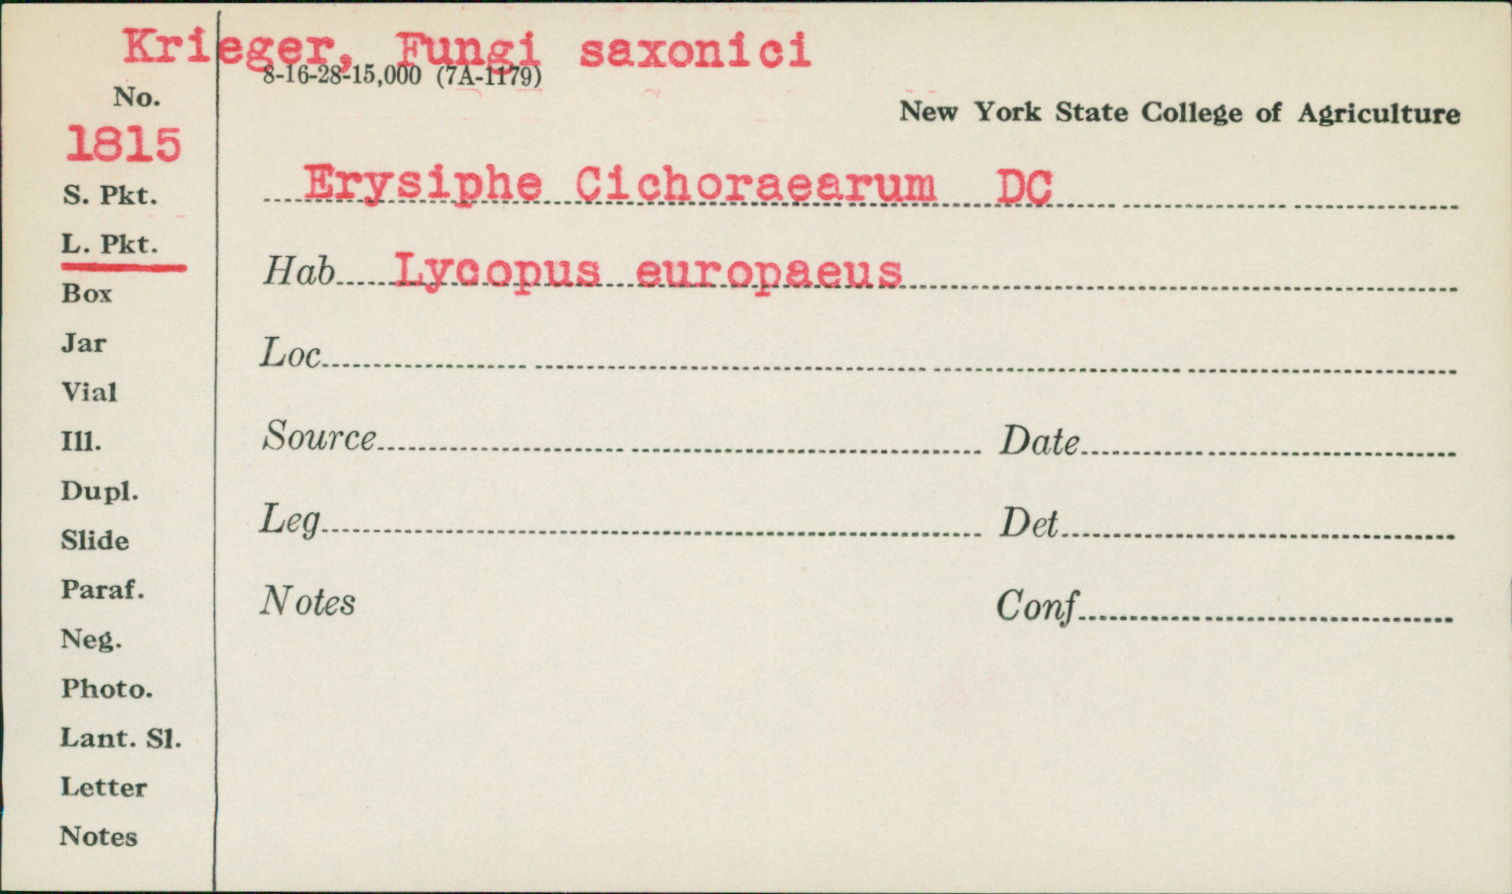 Krieger, Fungi saxonici
8-16-28-15,000 (7A-1179)
No.
New York State College of Agriculture
1815
Erysiphe Cichoraearum DC
S. Pkt.
L. Pkt.
Hab Lycopus europaeus
Box
Jar
Loc
Vial
Ill.
Source Date
Dupl.
Leg Det
Slide
Paraf.
Notes Conf
Neg.
Photo.
Lant. Sl.
Letter
Notes